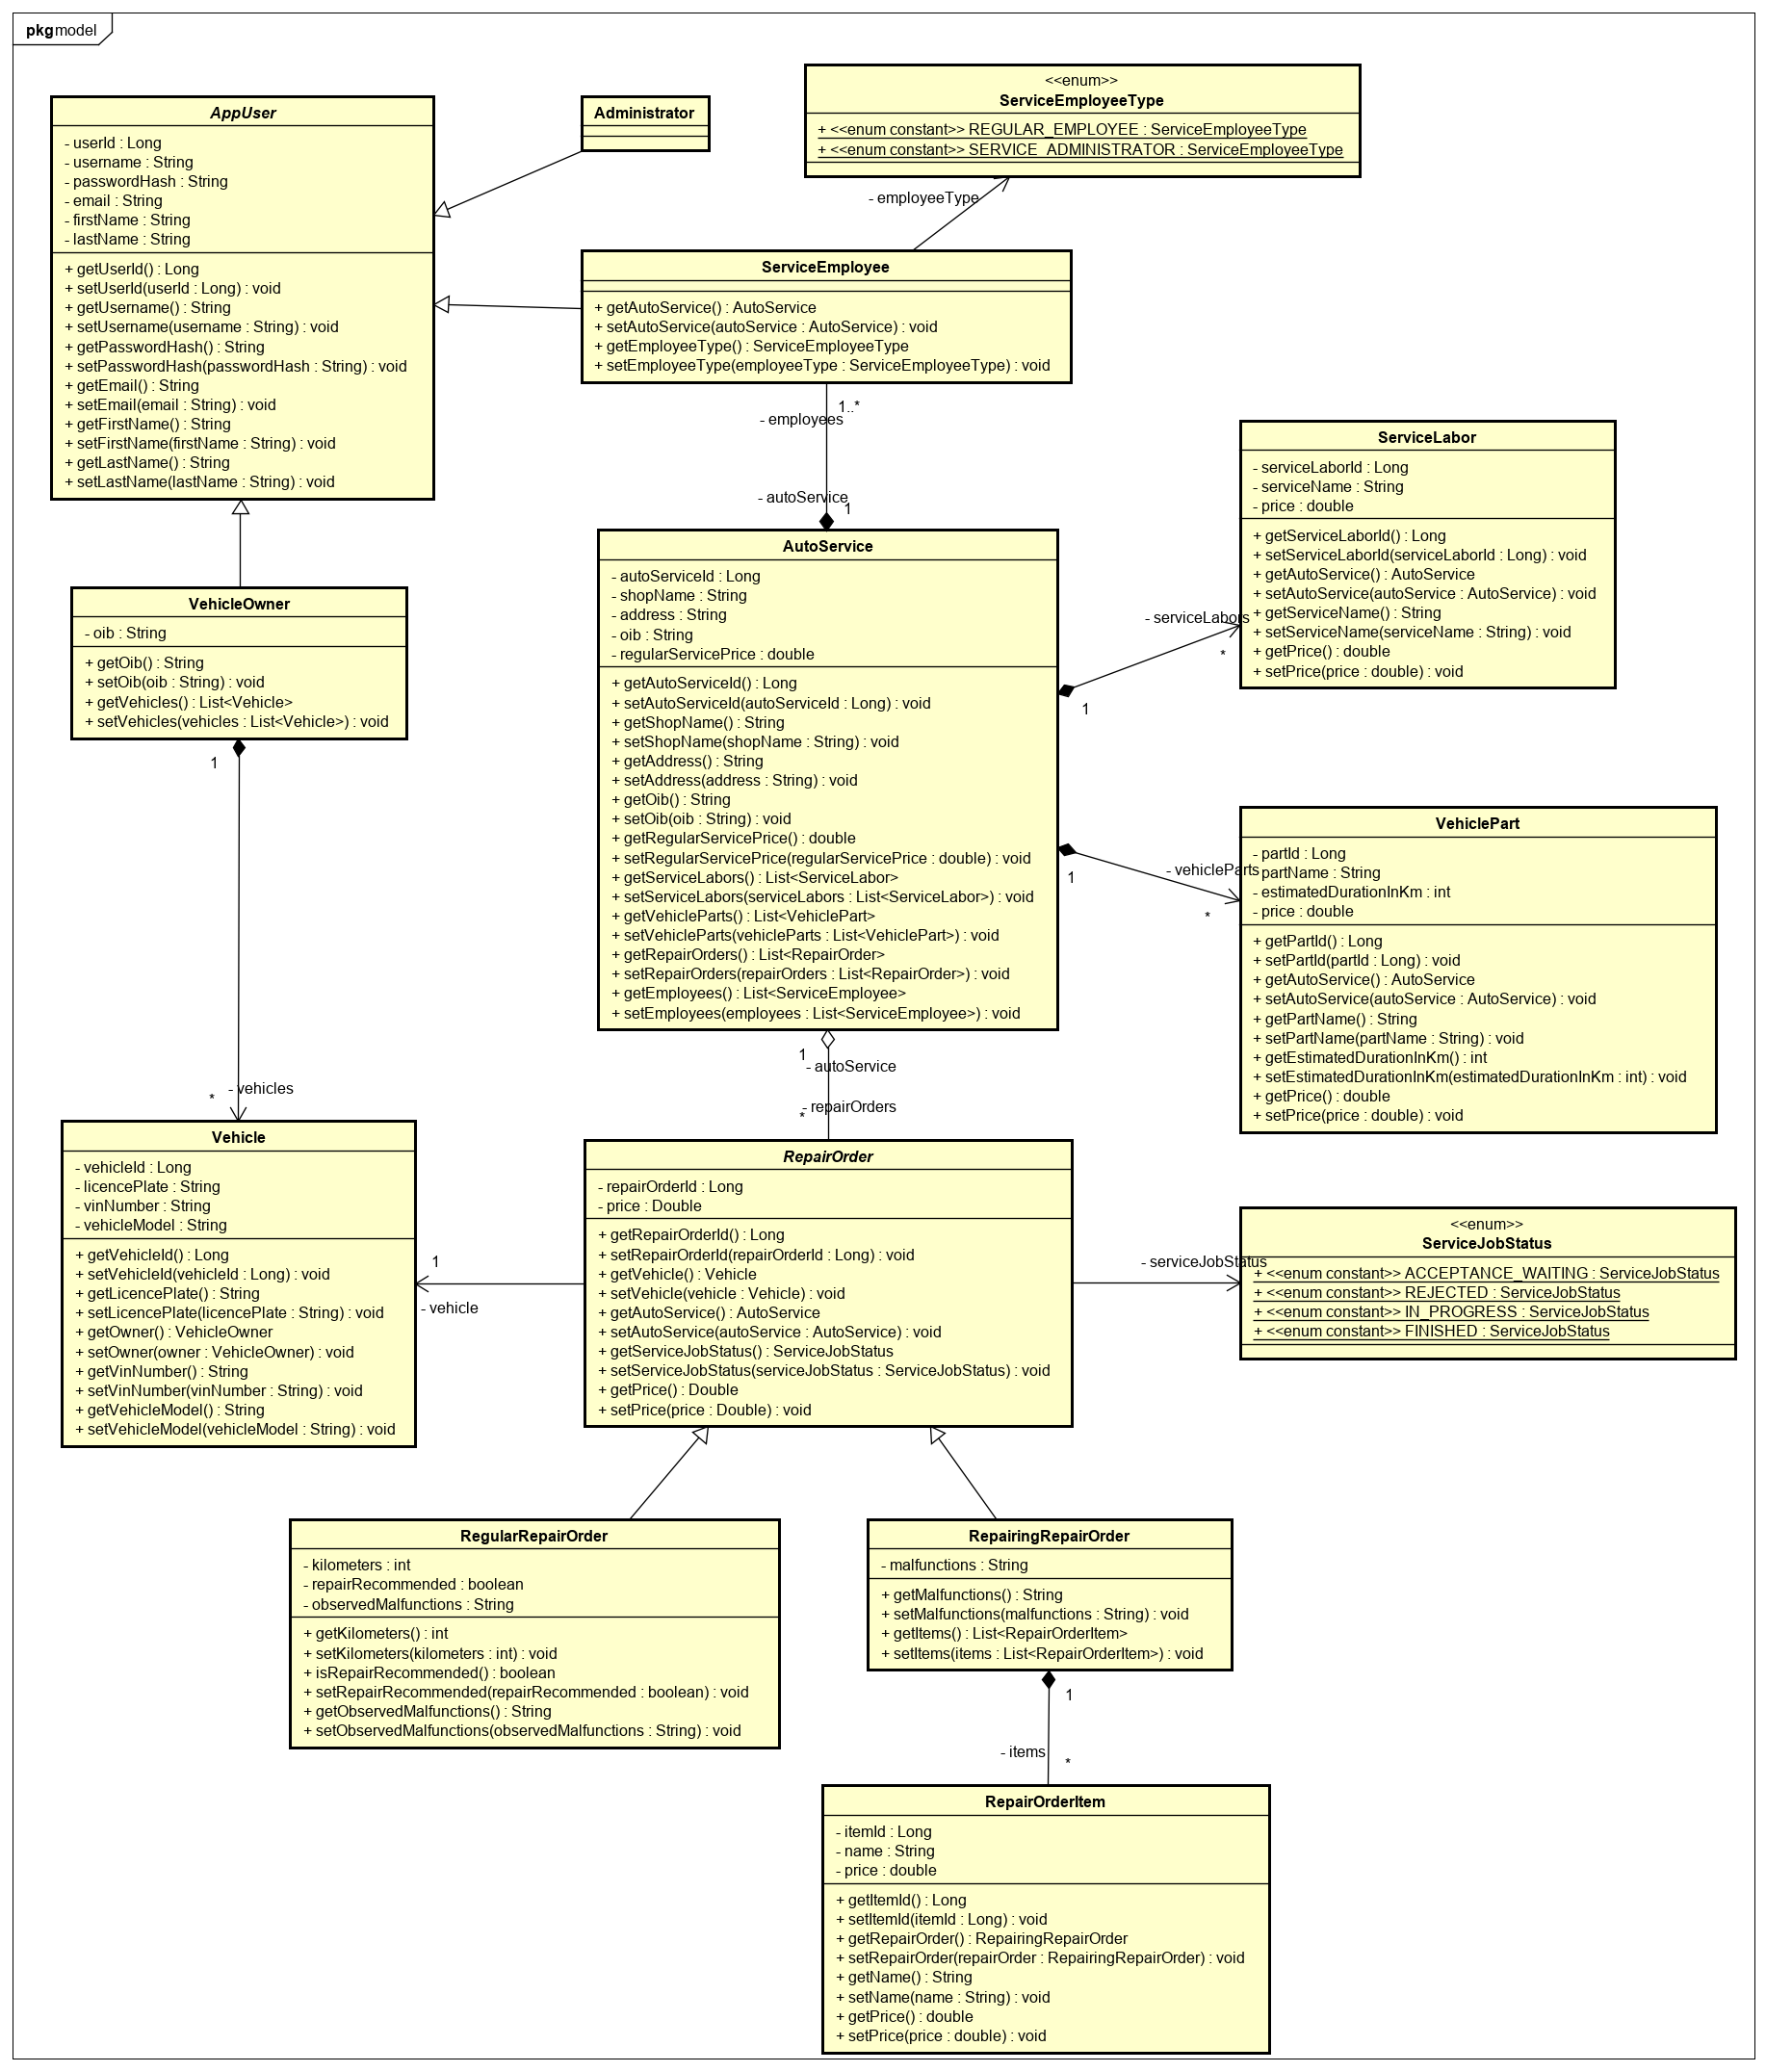 pkg model
AppUser
- userId : Long
- username : String
- passwordHash : String
- email : String
- firstName : String
- lastName : String
+ getUserId() : Long
+ setUserId(userId : Long) : void
+ getUsername() : String
+ setUsername(username : String) : void
+ getPasswordHash() : String
+ setPasswordHash(passwordHash : String) : void
+ getEmail() : String
+ setEmail(email : String) : void
+ getFirstName() : String
+ setFirstName(firstName : String) : void
+ getLastName() : String
+ setLastName(lastName : String) : void
Administrator
<<enum>>
ServiceEmployeeType
+ <<enum constant>> REGULAR_EMPLOYEE : ServiceEmployeeType
+ <<enum constant>> SERVICE_ADMINISTRATOR : ServiceEmployeeType
- employeeType
ServiceEmployee
+ getAutoService() : AutoService
+ setAutoService(autoService : AutoService) : void
+ getEmployeeType() : ServiceEmployeeType
+ setEmployeeType(employeeType : ServiceEmployeeType) : void
1..*
- employees
- autoService
1
VehicleOwner
- oib : String
+ getOib() : String
+ setOib(oib : String) : void
+ getVehicles() : List<Vehicle>
+ setVehicles(vehicles : List<Vehicle>) : void
1
- vehicles
*
AutoService
- autoServiceId : Long
- shopName : String
- address : String
- oib : String
- regularServicePrice : double
+ getAutoServiceId() : Long
+ setAutoServiceId(autoServiceId : Long) : void
+ getShopName() : String
+ setShopName(shopName : String) : void
+ getAddress() : String
+ setAddress(address : String) : void
+ getOib() : String
+ setOib(oib : String) : void
+ getRegularServicePrice() : double
+ setRegularServicePrice(regularServicePrice : double) : void
+ getServiceLabors() : List<ServiceLabor>
+ setServiceLabors(serviceLabors : List<ServiceLabor>) : void
+ getVehicleParts() : List<VehiclePart>
+ setVehicleParts(vehicleParts : List<VehiclePart>) : void
+ getRepairOrders() : List<RepairOrder>
+ setRepairOrders(repairOrders : List<RepairOrder>) : void
+ getEmployees() : List<ServiceEmployee>
+ setEmployees(employees : List<ServiceEmployee>) : void
- serviceLabors
*
1
ServiceLabor
- serviceLaborId : Long
- serviceName : String
- price : double
+ getServiceLaborId() : Long
+ setServiceLaborId(serviceLaborId : Long) : void
+ getAutoService() : AutoService
+ setAutoService(autoService : AutoService) : void
+ getServiceName() : String
+ setServiceName(serviceName : String) : void
+ getPrice() : double
+ setPrice(price : double) : void
- vehicleParts
1
*
VehiclePart
- partId : Long
- partName : String
- estimatedDurationInKm : int
- price : double
+ getPartId() : Long
+ setPartId(partId : Long) : void
+ getAutoService() : AutoService
+ setAutoService(autoService : AutoService) : void
+ getPartName() : String
+ setPartName(partName : String) : void
+ getEstimatedDurationInKm() : int
+ setEstimatedDurationInKm(estimatedDurationInKm : int) : void
+ getPrice() : double
+ setPrice(price : double) : void
1
- autoService
- repairOrders
*
Vehicle
- vehicleId : Long
- licencePlate : String
- vinNumber : String
- vehicleModel : String
+ getVehicleId() : Long
+ setVehicleId(vehicleId : Long) : void
+ getLicencePlate() : String
+ setLicencePlate(licencePlate : String) : void
+ getOwner() : VehicleOwner
+ setOwner(owner : VehicleOwner) : void
+ getVinNumber() : String
+ setVinNumber(vinNumber : String) : void
+ getVehicleModel() : String
+ setVehicleModel(vehicleModel : String) : void
1
- vehicle
RepairOrder
- repairOrderId : Long
- price : Double
+ getRepairOrderId() : Long
+ setRepairOrderId(repairOrderId : Long) : void
+ getVehicle() : Vehicle
+ setVehicle(vehicle : Vehicle) : void
+ getAutoService() : AutoService
+ setAutoService(autoService : AutoService) : void
+ getServiceJobStatus() : ServiceJobStatus
+ setServiceJobStatus(serviceJobStatus : ServiceJobStatus) : void
+ getPrice() : Double
+ setPrice(price : Double) : void
- serviceJobStatus
<<enum>>
ServiceJobStatus
+ <<enum constant>> ACCEPTANCE_WAITING : ServiceJobStatus
+ <<enum constant>> REJECTED : ServiceJobStatus
+ <<enum constant>> IN_PROGRESS : ServiceJobStatus
+ <<enum constant>> FINISHED : ServiceJobStatus
RegularRepairOrder
- kilometers : int
- repairRecommended : boolean
- observedMalfunctions : String
+ getKilometers() : int
+ setKilometers(kilometers : int) : void
+ isRepairRecommended() : boolean
+ setRepairRecommended(repairRecommended : boolean) : void
+ getObservedMalfunctions() : String
+ setObservedMalfunctions(observedMalfunctions : String) : void
RepairingRepairOrder
- malfunctions : String
+ getMalfunctions() : String
+ setMalfunctions(malfunctions : String) : void
+ getItems() : List<RepairOrderItem>
+ setItems(items : List<RepairOrderItem>) : void
1
- items
*
RepairOrderItem
- itemId : Long
- name : String
- price : double
+ getItemId() : Long
+ setItemId(itemId : Long) : void
+ getRepairOrder() : RepairingRepairOrder
+ setRepairOrder(repairOrder : RepairingRepairOrder) : void
+ getName() : String
+ setName(name : String) : void
+ getPrice() : double
+ setPrice(price : double) : void